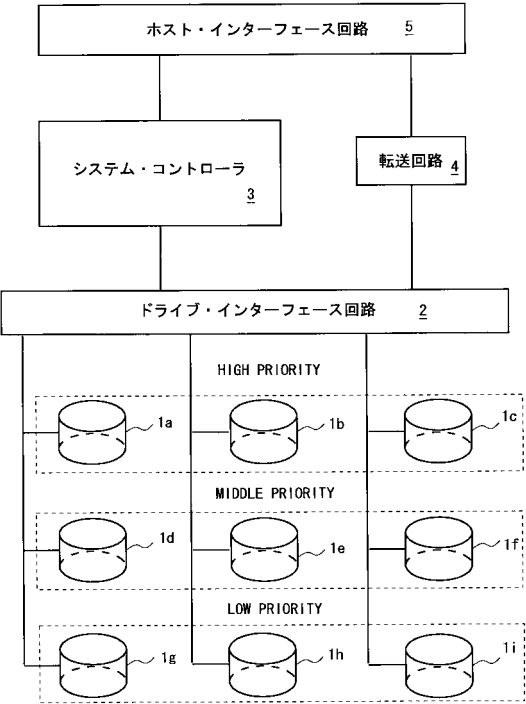 ホスト・インターフェース回路 5
システム・コントローラ 3
転送回路 4
ドライブ・インターフェース回路 2
HIGH PRIORITY
1a 1b 1c
MIDDLE PRIORITY
1d 1e 1f
LOW PRIORITY
1g 1h 1i